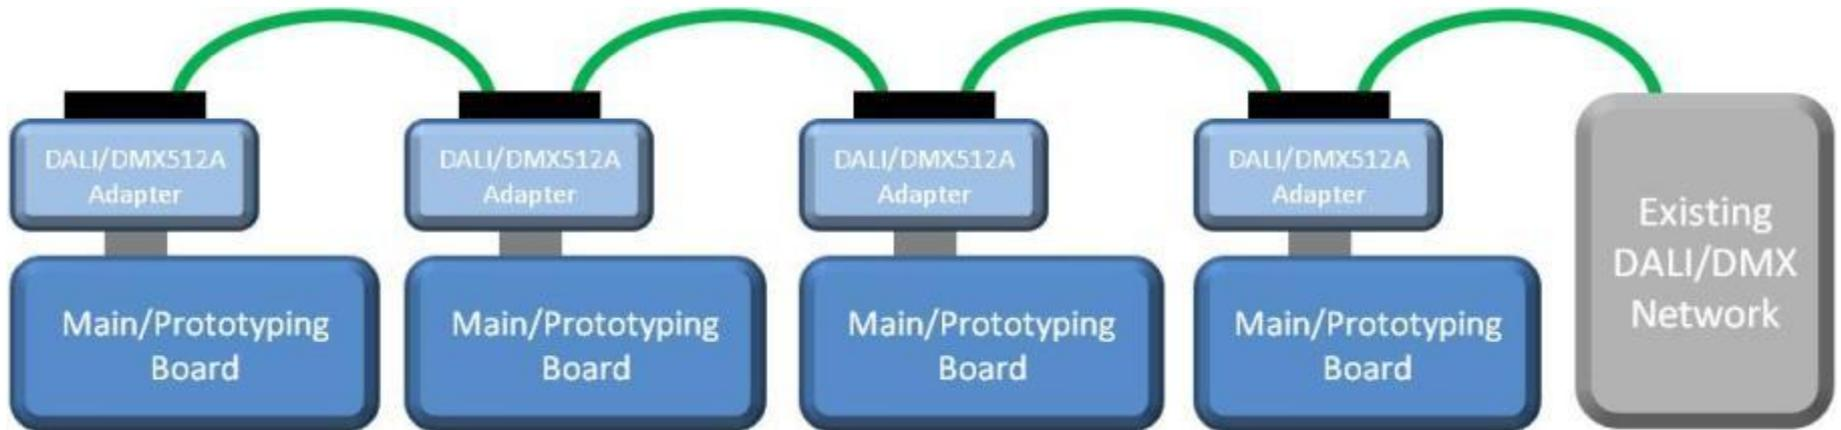 DALI/DMX512A
Adapter
Main/Prototyping
Board
DALI/DMX512A
Adapter
Main/Prototyping
Board
DALI/DMX512A
Adapter
Main/Prototyping
Board
DALI/DMX512A
Adapter
Main/Prototyping
Board
Existing
DALI/DMX
Network